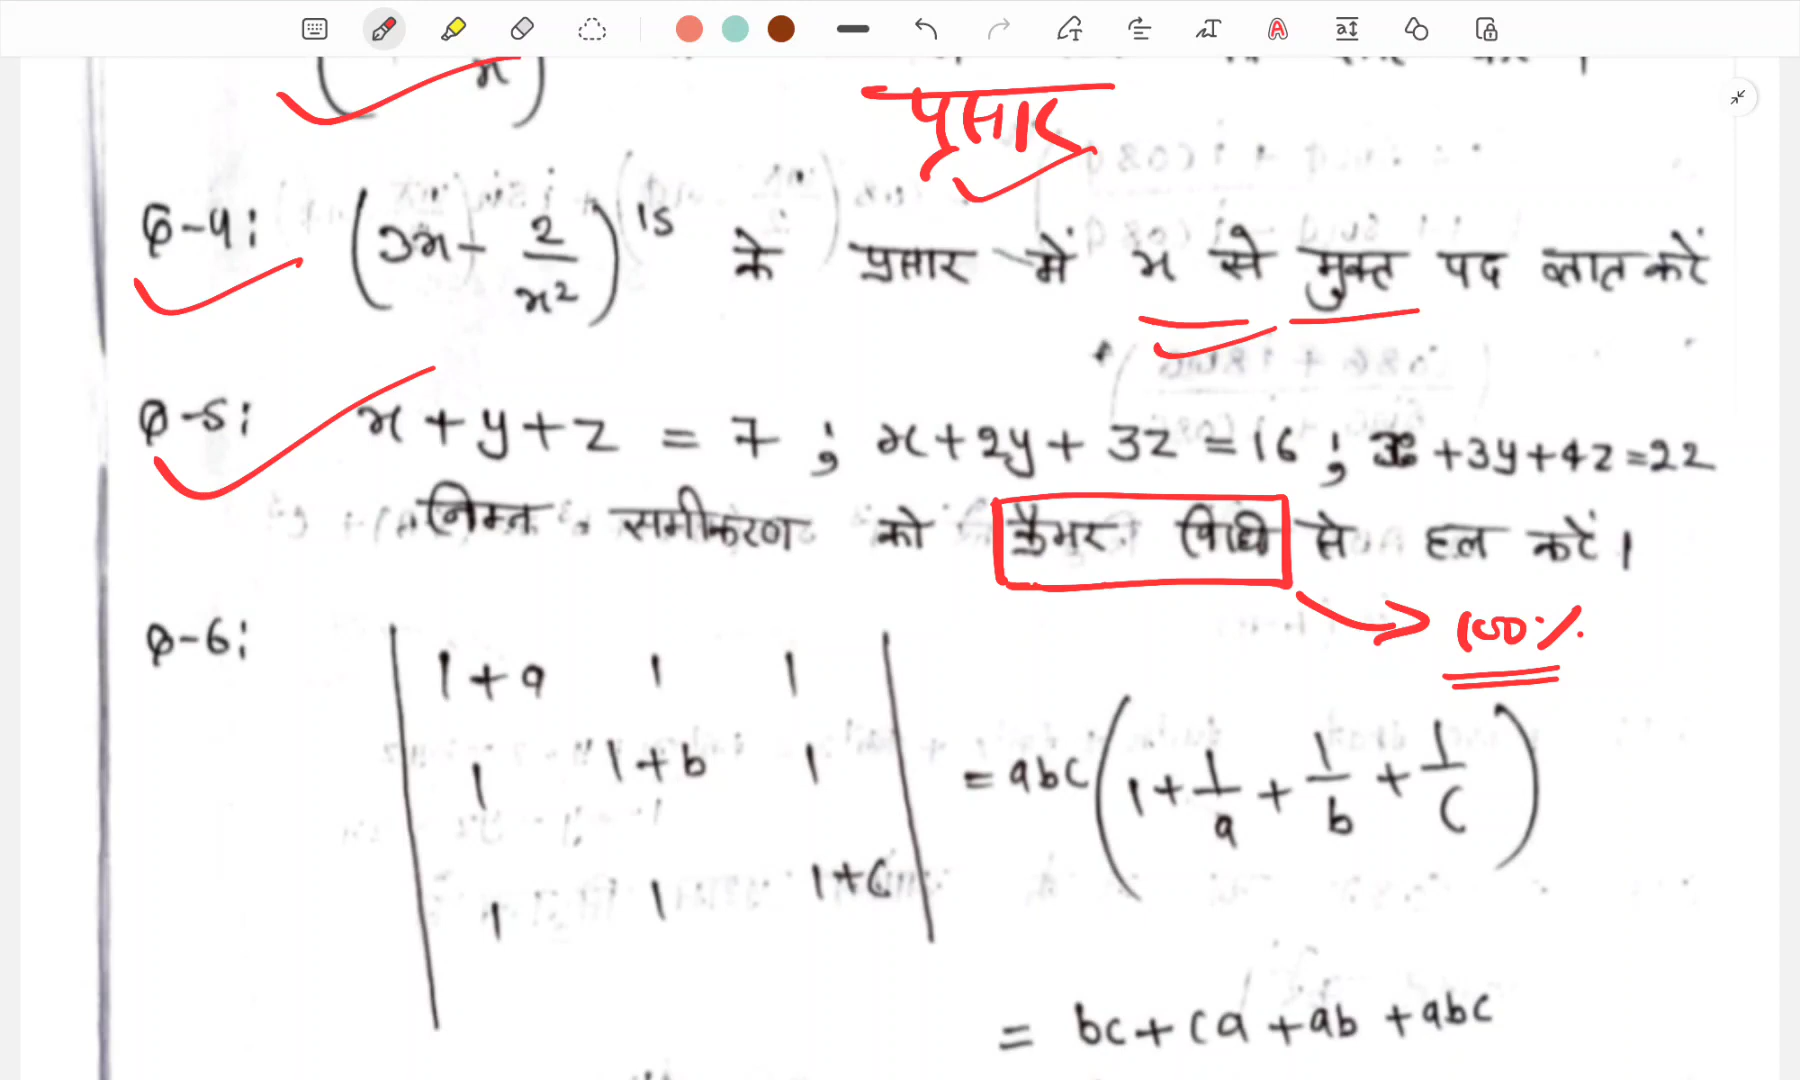 प्रसार
Q-4: (3x - 2/x²)^15 के प्रसार में x से मुक्त पद ज्ञात करें
Q-5: x+y+z = 7 ; x+2y+3z = 16 ; x+3y+4z=22
निम्न समीकरण को क्रैमर विधि से हल करें।
100%
Q-6: | 1+a 1 1 |
| 1 1+b 1 | = abc(1 + 1/a + 1/b + 1/c)
| 1 1 1+c |
= bc+ca+ab+abc